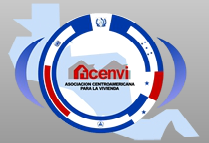 acenvi
ASOCIACION CENTROAMERICANA
PARA LA VIVIENDA